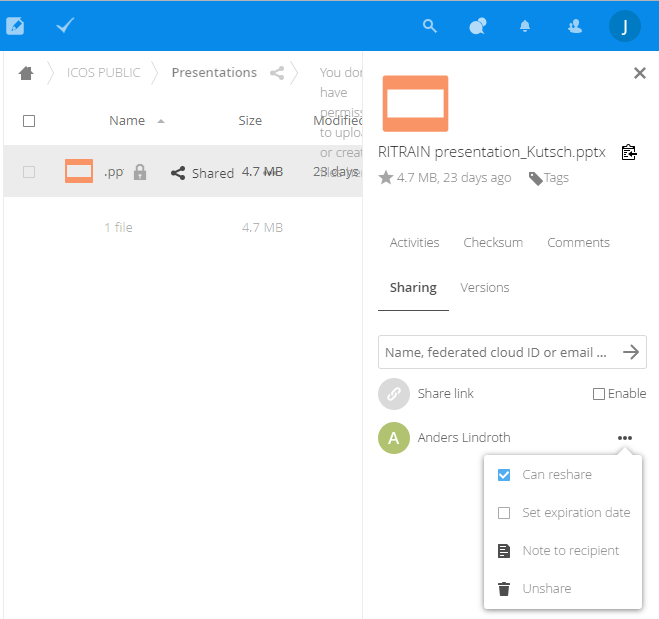 J
ICOS PUBLIC
Presentations
You don
have
permiss
to uploa
or creat
Name
Size
Modified
.pp
Shared
4.7 MB
23 days
1 file
4.7 MB
RITRAIN presentation_Kutsch.pptx
4.7 MB, 23 days ago
Tags
Activities
Checksum
Comments
Sharing
Versions
Name, federated cloud ID or email ...
Share link
Enable
A
Anders Lindroth
Can reshare
Set expiration date
Note to recipient
Unshare